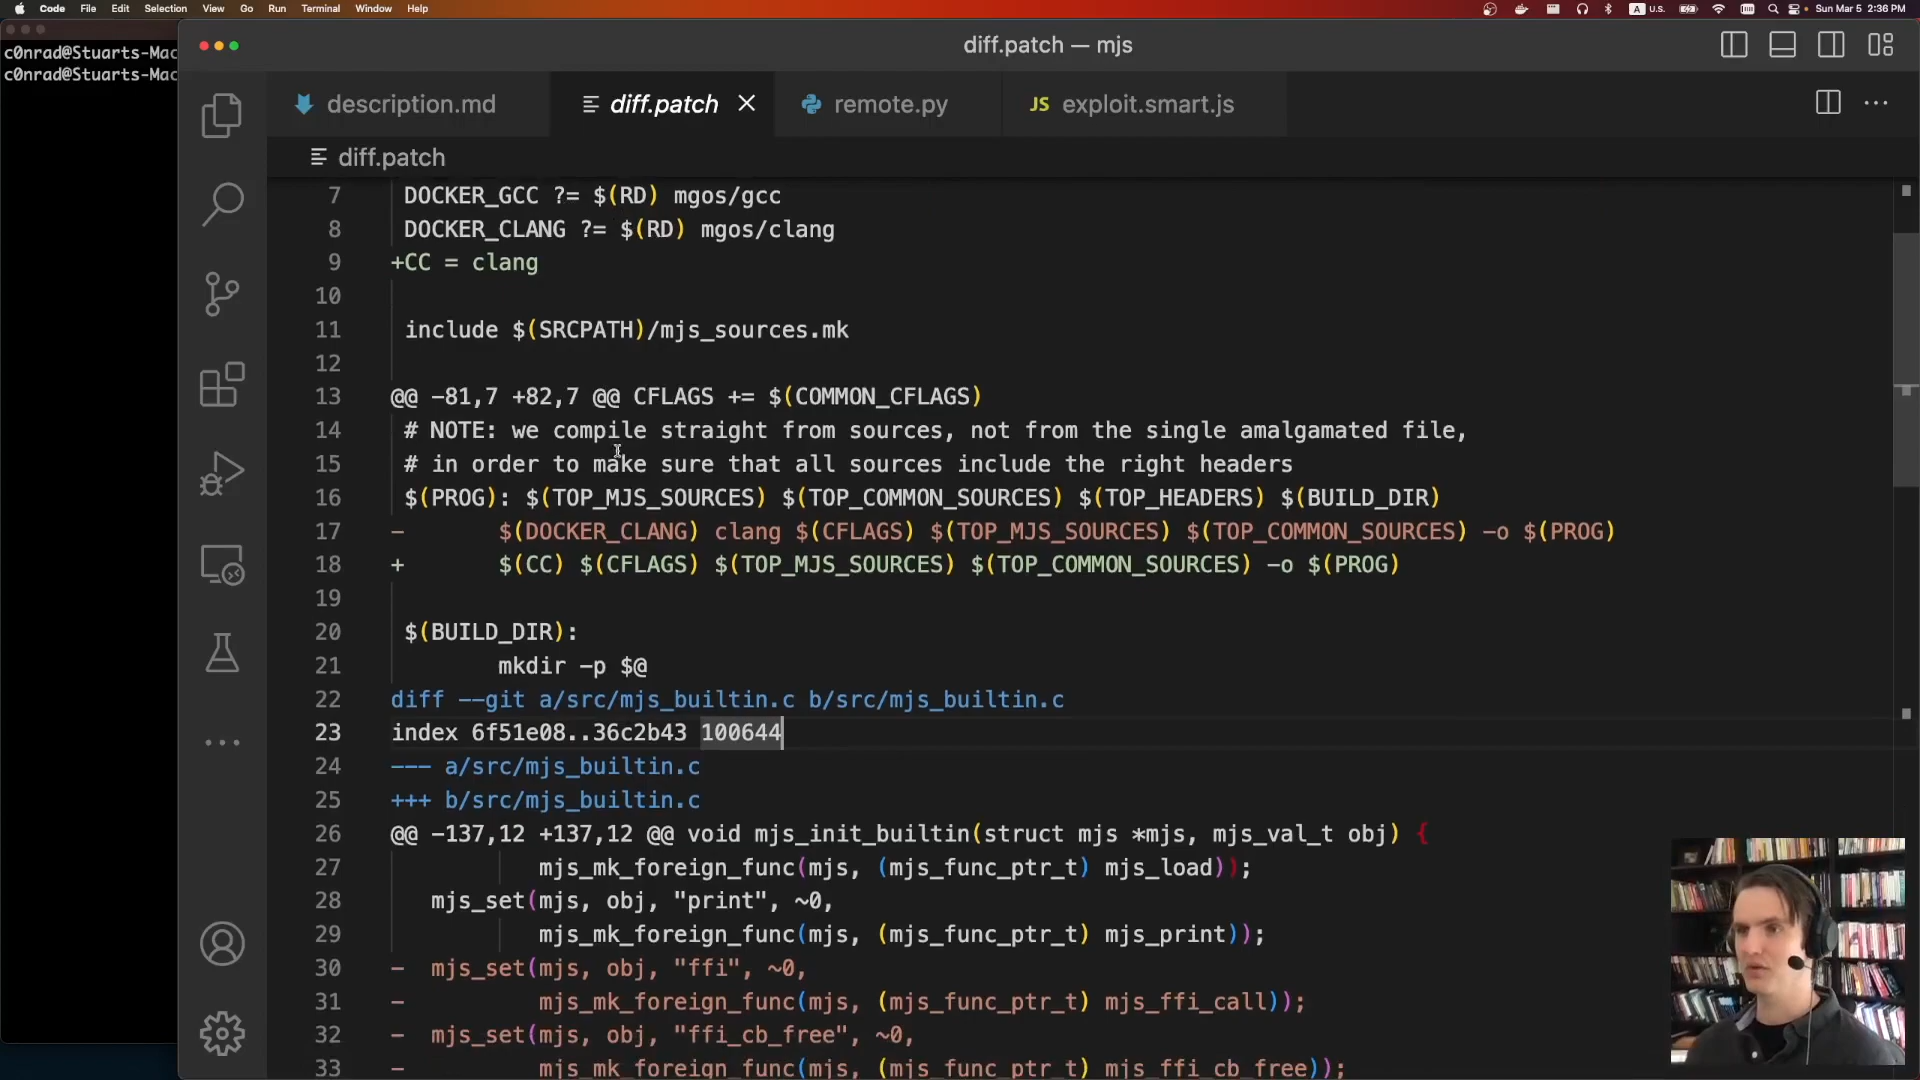 Code File Edit Selection View Go Run Terminal Window Help A U.S. Sun Mar 5 2:36 PM
c0nrad@Stuarts-Mac
c0nrad@Stuarts-Mac
diff.patch — mjs
description.md diff.patch remote.py JS exploit.smart.js
diff.patch
7 DOCKER_GCC ?= $(RD) mgos/gcc
8 DOCKER_CLANG ?= $(RD) mgos/clang
9 +CC = clang
10
11 include $(SRCPATH)/mjs_sources.mk
12
13 @@ -81,7 +82,7 @@ CFLAGS += $(COMMON_CFLAGS)
14 # NOTE: we compile straight from sources, not from the single amalgamated file,
15 # in order to make sure that all sources include the right headers
16 $(PROG): $(TOP_MJS_SOURCES) $(TOP_COMMON_SOURCES) $(TOP_HEADERS) $(BUILD_DIR)
17 - $(DOCKER_CLANG) clang $(CFLAGS) $(TOP_MJS_SOURCES) $(TOP_COMMON_SOURCES) -o $(PROG)
18 + $(CC) $(CFLAGS) $(TOP_MJS_SOURCES) $(TOP_COMMON_SOURCES) -o $(PROG)
19
20 $(BUILD_DIR):
21 mkdir -p $@
22 diff --git a/src/mjs_builtin.c b/src/mjs_builtin.c
23 index 6f51e08..36c2b43 100644
24 --- a/src/mjs_builtin.c
25 +++ b/src/mjs_builtin.c
26 @@ -137,12 +137,12 @@ void mjs_init_builtin(struct mjs *mjs, mjs_val_t obj) {
27 mjs_mk_foreign_func(mjs, (mjs_func_ptr_t) mjs_load));
28 mjs_set(mjs, obj, "print", ~0,
29 mjs_mk_foreign_func(mjs, (mjs_func_ptr_t) mjs_print));
30 - mjs_set(mjs, obj, "ffi", ~0,
31 - mjs_mk_foreign_func(mjs, (mjs_func_ptr_t) mjs_ffi_call));
32 - mjs_set(mjs, obj, "ffi_cb_free", ~0,
33 - mjs_mk_foreign_func(mjs, (mjs_func_ptr_t) mjs_ffi_cb_free));